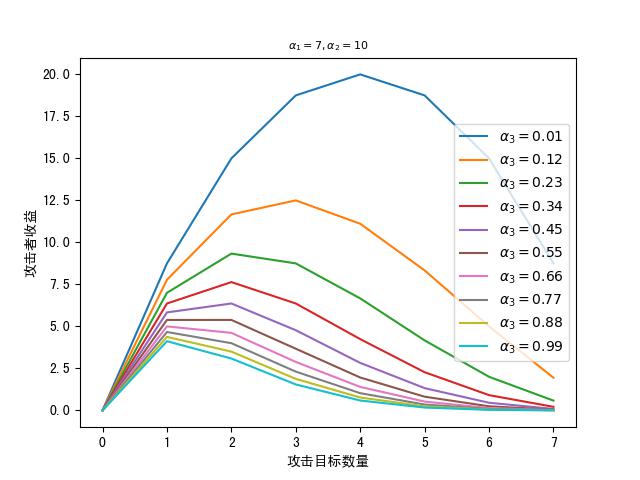 α₁ = 7, α₂ = 10
攻击者收益
20.0
17.5
15.0
12.5
10.0
7.5
5.0
2.5
0.0
α₃ = 0.01
α₃ = 0.12
α₃ = 0.23
α₃ = 0.34
α₃ = 0.45
α₃ = 0.55
α₃ = 0.66
α₃ = 0.77
α₃ = 0.88
α₃ = 0.99
0 1 2 3 4 5 6 7
攻击目标数量